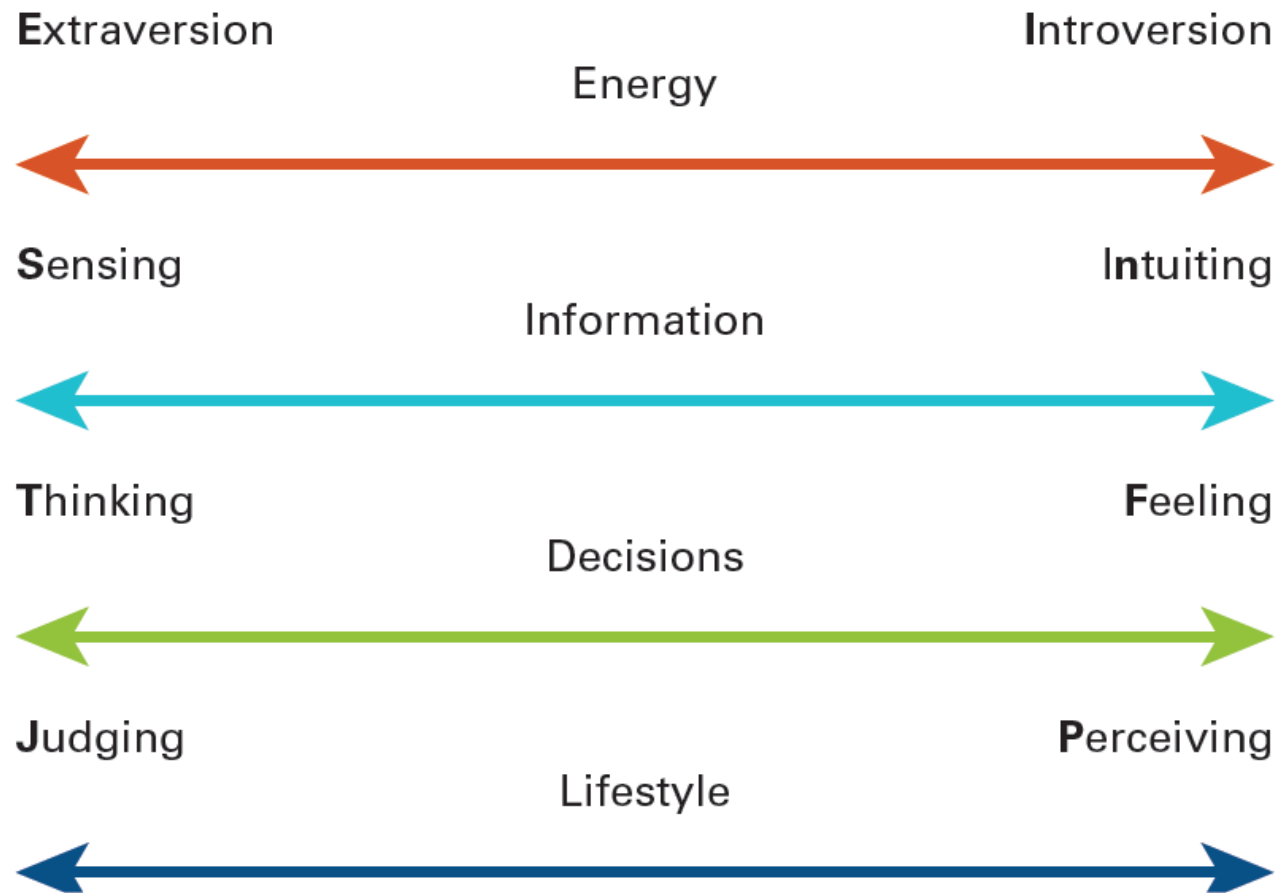 Extraversion Introversion
Energy
Sensing Intuiting
Information
Thinking Feeling
Decisions
Judging Perceiving
Lifestyle